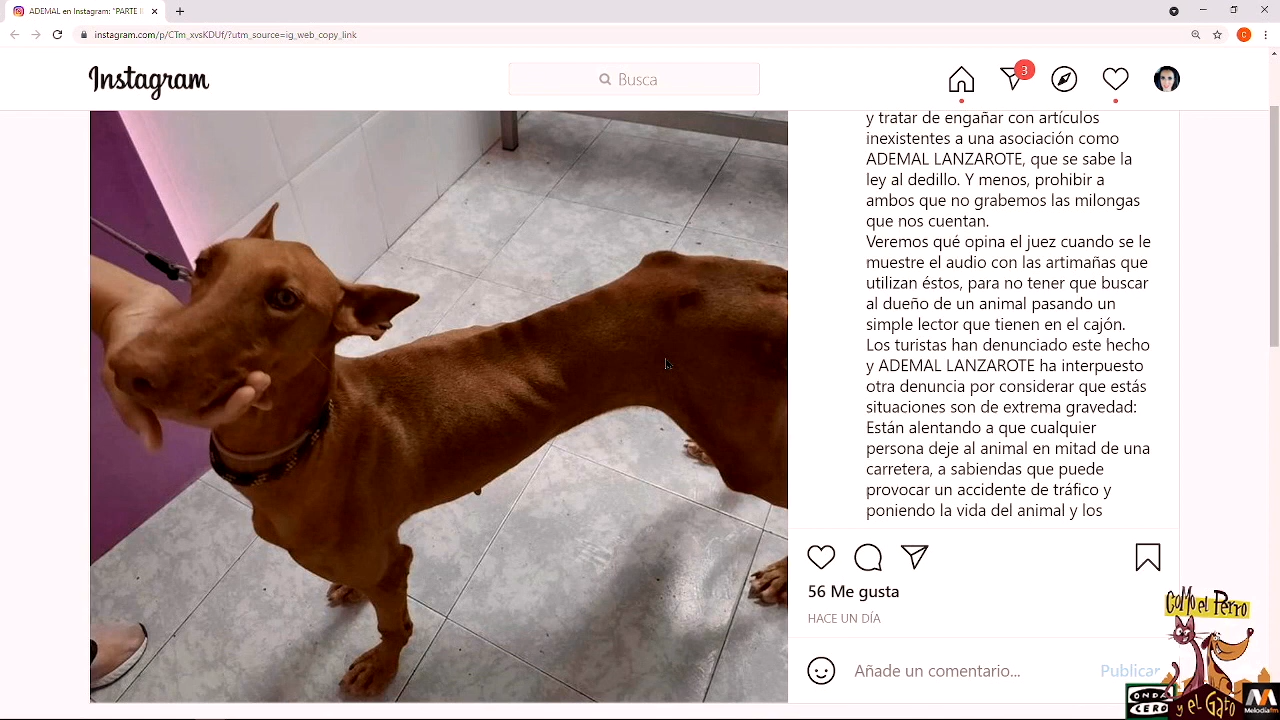 ADEMAL en Instagram: "PARTE I
instagram.com/p/CTm_xvsKDUf/?utm_source=ig_web_copy_link
C
Instagram
Busca
3
y tratar de engañar con artículos
inexistentes a una asociación como
ADEMAL LANZAROTE, que se sabe la
ley al dedillo. Y menos, prohibir a
ambos que no grabemos las milongas
que nos cuentan.
Veremos qué opina el juez cuando se le
muestre el audio con las artimañas que
utilizan éstos, para no tener que buscar
al dueño de un animal pasando un
simple lector que tienen en el cajón.
Los turistas han denunciado este hecho
y ADEMAL LANZAROTE ha interpuesto
otra denuncia por considerar que estás
situaciones son de extrema gravedad:
Están alentando a que cualquier
persona deje al animal en mitad de una
carretera, a sabiendas que puede
provocar un accidente de tráfico y
poniendo la vida del animal y los
56 Me gusta
HACE UN DÍA
Añade un comentario...
Publicar
COMO el PERRO
y el GATO
ONDA
CERO
Melodía fm